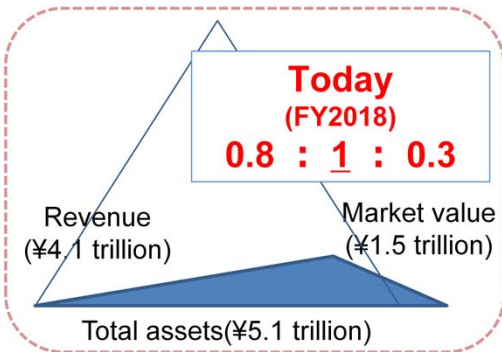 Today
(FY2018)
0.8 : 1 : 0.3
Revenue
(¥4.1 trillion)
Market value
(¥1.5 trillion)
Total assets(¥5.1 trillion)